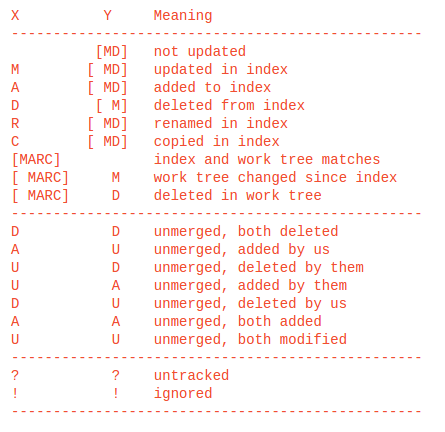 X          Y     Meaning
-------------------------------------------------
          [MD]   not updated
M        [ MD]   updated in index
A        [ MD]   added to index
D         [ M]   deleted from index
R        [ MD]   renamed in index
C        [ MD]   copied in index
[MARC]           index and work tree matches
[ MARC]     M    work tree changed since index
[ MARC]     D    deleted in work tree
-------------------------------------------------
D           D    unmerged, both deleted
A           U    unmerged, added by us
U           D    unmerged, deleted by them
U           A    unmerged, added by them
D           U    unmerged, deleted by us
A           A    unmerged, both added
U           U    unmerged, both modified
-------------------------------------------------
?           ?    untracked
!           !    ignored
-------------------------------------------------